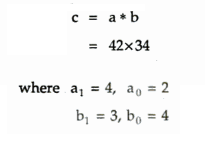 c = a * b
= 42×34
where a₁ = 4, a₀ = 2
b₁ = 3, b₀ = 4